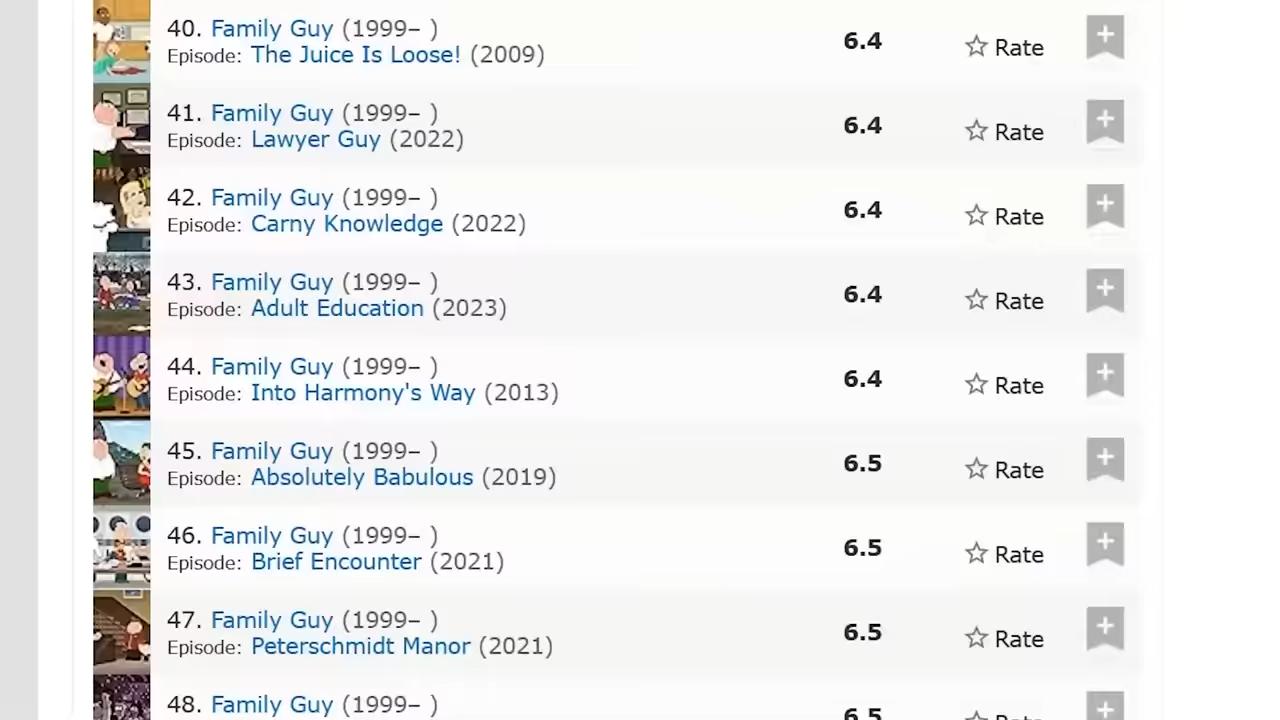 40. Family Guy (1999– )
Episode: The Juice Is Loose! (2009)
6.4
Rate
41. Family Guy (1999– )
Episode: Lawyer Guy (2022)
6.4
Rate
42. Family Guy (1999– )
Episode: Carny Knowledge (2022)
6.4
Rate
43. Family Guy (1999– )
Episode: Adult Education (2023)
6.4
Rate
44. Family Guy (1999– )
Episode: Into Harmony's Way (2013)
6.4
Rate
45. Family Guy (1999– )
Episode: Absolutely Babulous (2019)
6.5
Rate
46. Family Guy (1999– )
Episode: Brief Encounter (2021)
6.5
Rate
47. Family Guy (1999– )
Episode: Peterschmidt Manor (2021)
6.5
Rate
48. Family Guy (1999– )
6.5
Rate